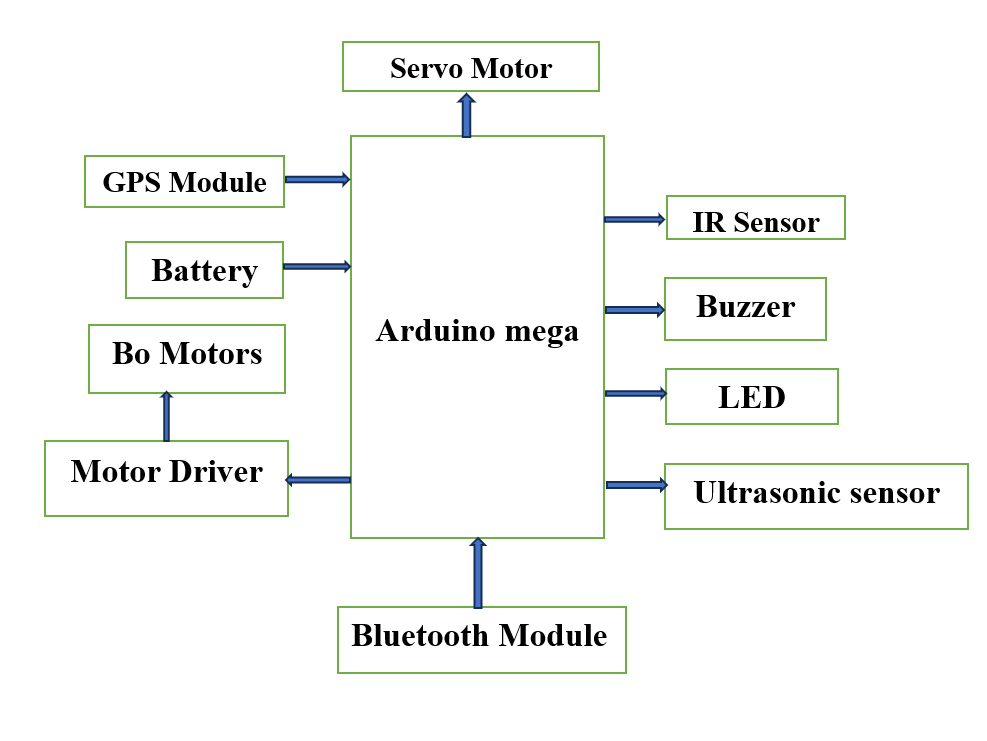 Servo Motor
GPS Module
IR Sensor
Battery
Buzzer
Arduino mega
Bo Motors
LED
Motor Driver
Ultrasonic sensor
Bluetooth Module